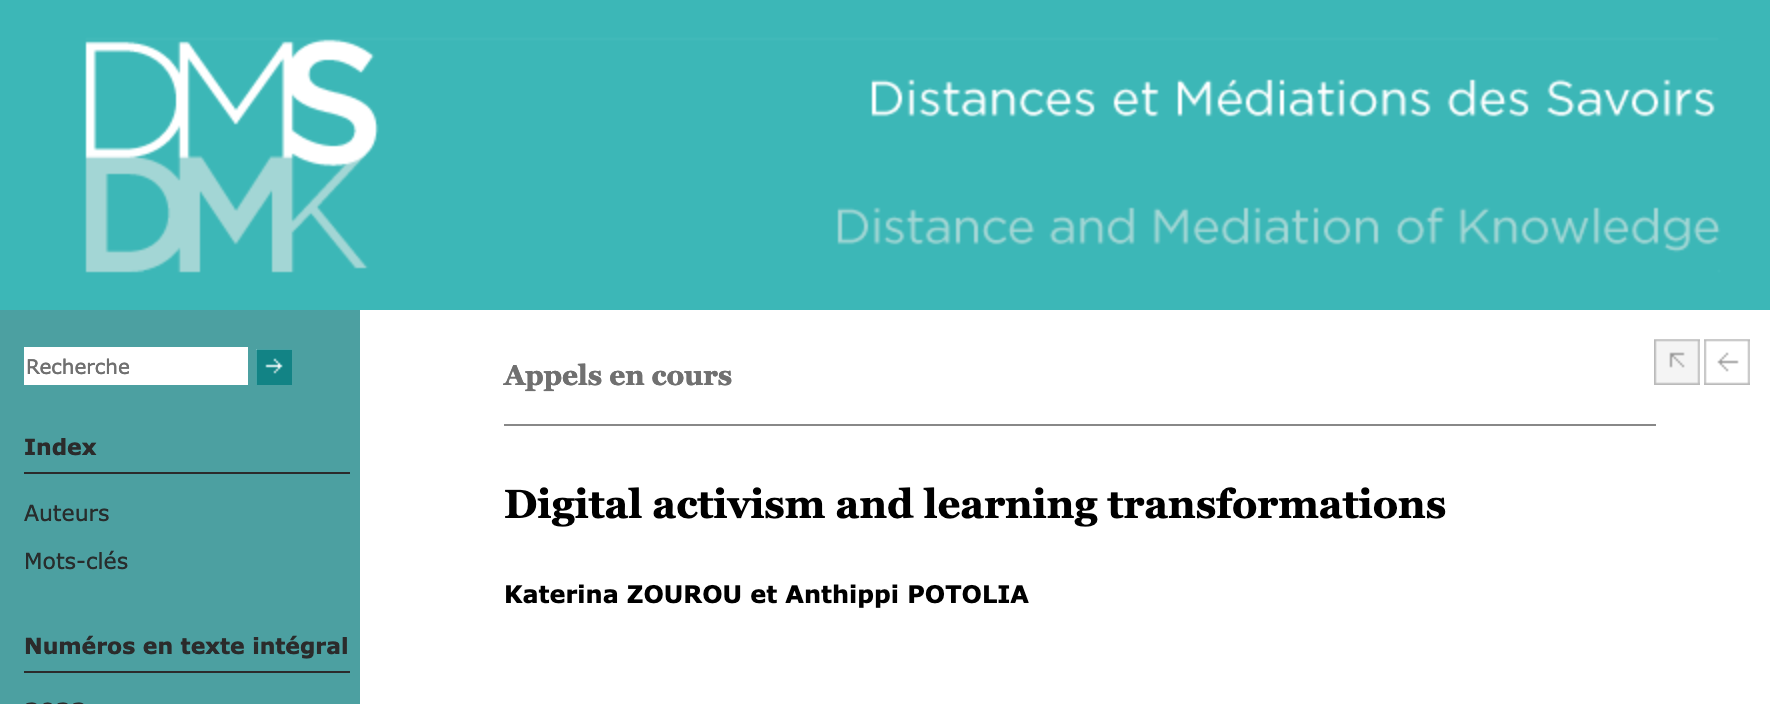 DMS
DMK
Distances et Médiations des Savoirs
Distance and Mediation of Knowledge
Recherche
Index
Auteurs
Mots-clés
Numéros en texte intégral
Appels en cours
Digital activism and learning transformations
Katerina ZOUROU et Anthippi POTOLIA